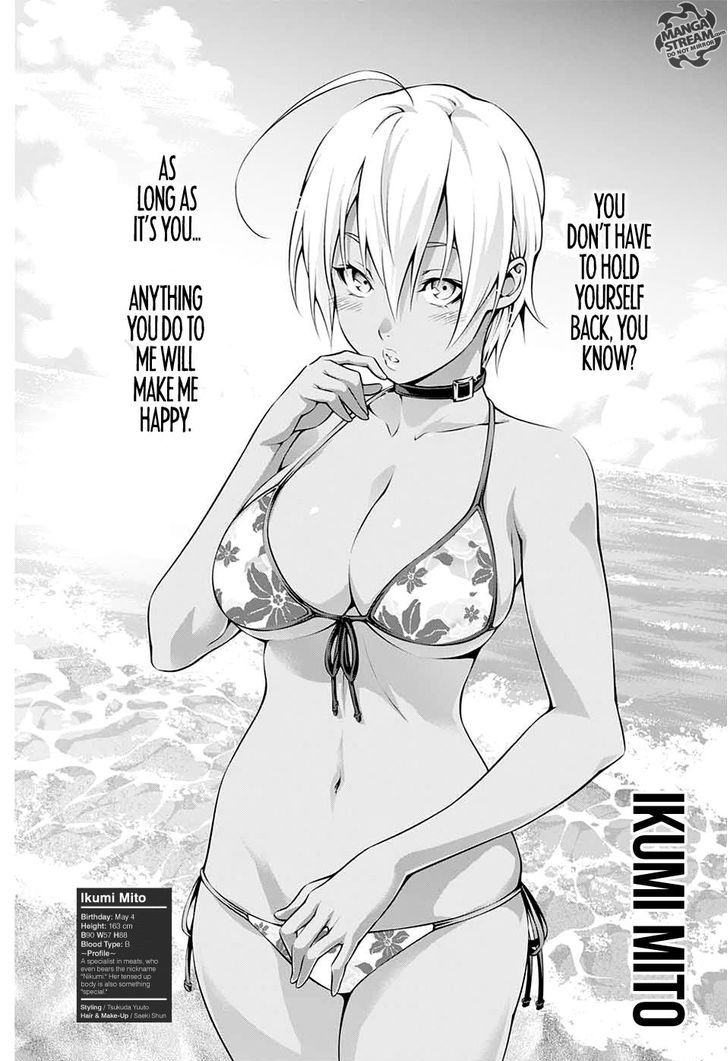 MANGA
STREAM.com
DO NOT MIRROR
YOU
DON'T HAVE
TO HOLD
YOURSELF
BACK, YOU
KNOW?
AS
LONG AS
IT'S YOU...
ANYTHING
YOU DO TO
ME WILL
MAKE ME
HAPPY.
IKUMI MITO
Ikumi Mito
Birthday: May 4
Height: 163 cm
B90 W57 H88
Blood Type: B
~Profile~
A specialist in meats, who
even bears the nickname
"Nikumi." Her tensed up
body is also something
"special."
Styling / Tsukuda Yuuto
Hair & Make-Up / Saeki Shun